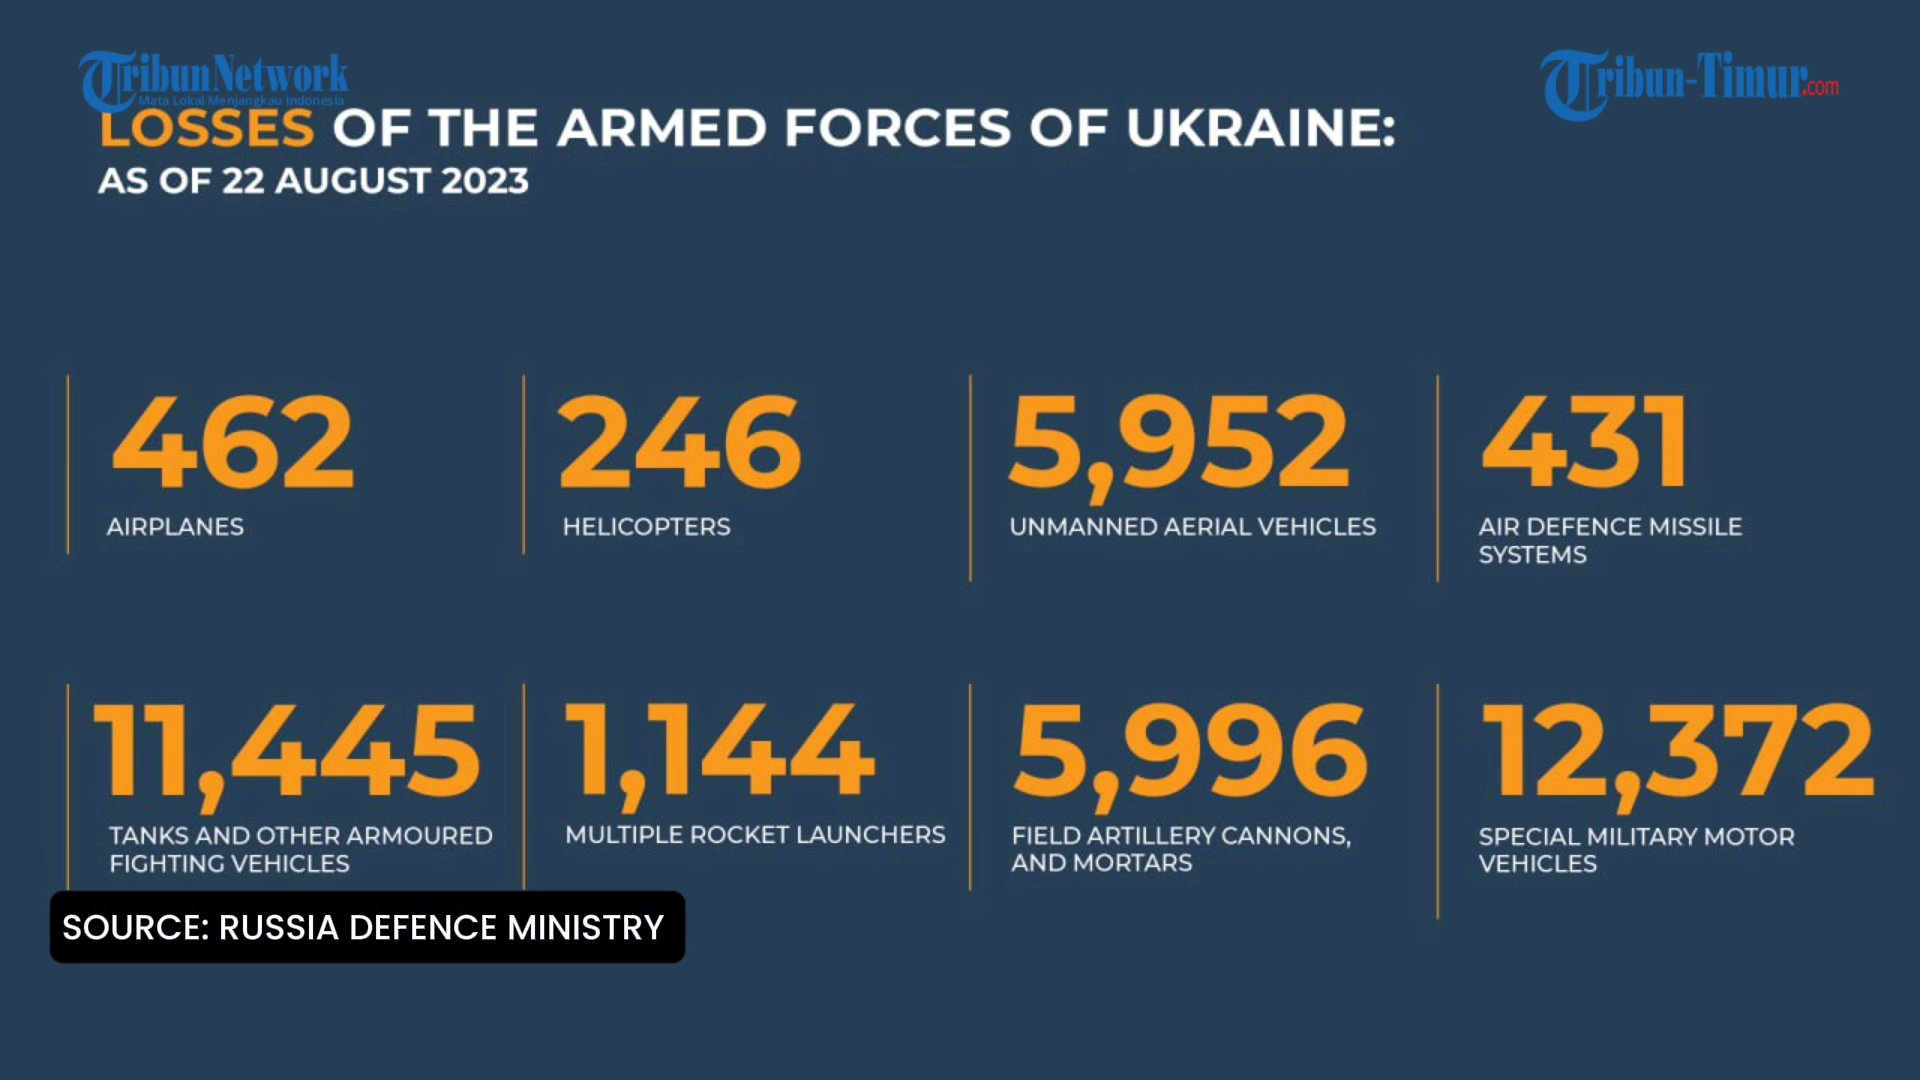 TribunNetwork
Mata Lokal Menjangkau Indonesia
Tribun-Timur.com
LOSSES OF THE ARMED FORCES OF UKRAINE:
AS OF 22 AUGUST 2023
462
AIRPLANES
246
HELICOPTERS
5,952
UNMANNED AERIAL VEHICLES
431
AIR DEFENCE MISSILE
SYSTEMS
11,445
TANKS AND OTHER ARMOURED
FIGHTING VEHICLES
1,144
MULTIPLE ROCKET LAUNCHERS
5,996
FIELD ARTILLERY CANNONS,
AND MORTARS
12,372
SPECIAL MILITARY MOTOR
VEHICLES
SOURCE: RUSSIA DEFENCE MINISTRY